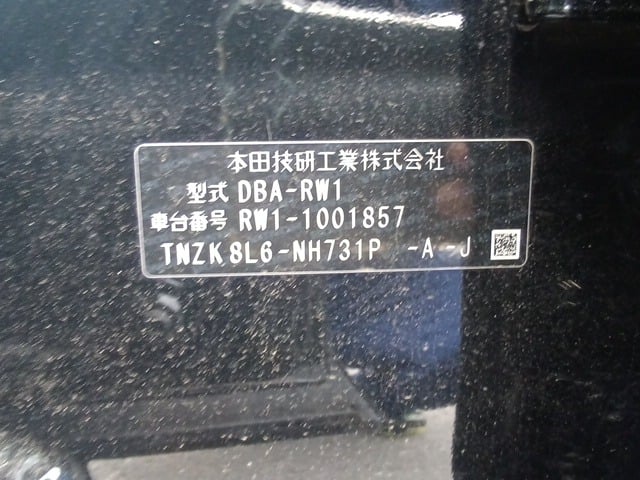 本田技研工業株式会社
型式 DBA-RW1
車台番号 RW1-1001857
TNZK8L6-NH731P -A-J